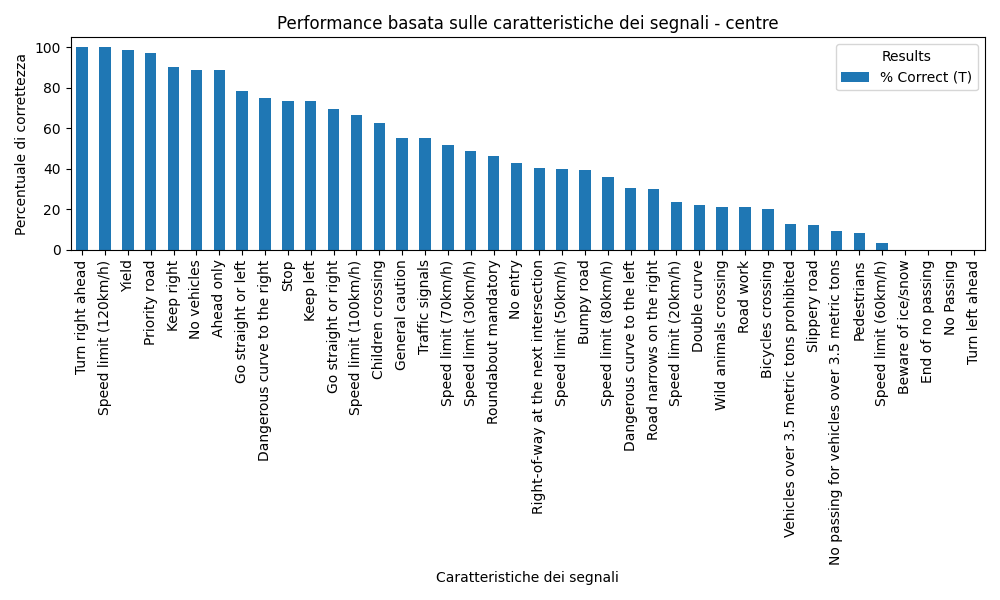 Performance basata sulle caratteristiche dei segnali - centre
Percentuale di correttezza
100
80
60
40
20
0
Results
% Correct (T)
Turn right ahead
Speed limit (120km/h)
Yield
Priority road
Keep right
No vehicles
Ahead only
Go straight or left
Dangerous curve to the right
Stop
Keep left
Go straight or right
Speed limit (100km/h)
Children crossing
General caution
Traffic signals
Speed limit (70km/h)
Speed limit (30km/h)
Roundabout mandatory
No entry
Right-of-way at the next intersection
Speed limit (50km/h)
Bumpy road
Speed limit (80km/h)
Dangerous curve to the left
Road narrows on the right
Speed limit (20km/h)
Double curve
Wild animals crossing
Road work
Bicycles crossing
Vehicles over 3.5 metric tons prohibited
Slippery road
No passing for vehicles over 3.5 metric tons
Pedestrians
Speed limit (60km/h)
Beware of ice/snow
End of no passing
No Passing
Turn left ahead
Caratteristiche dei segnali